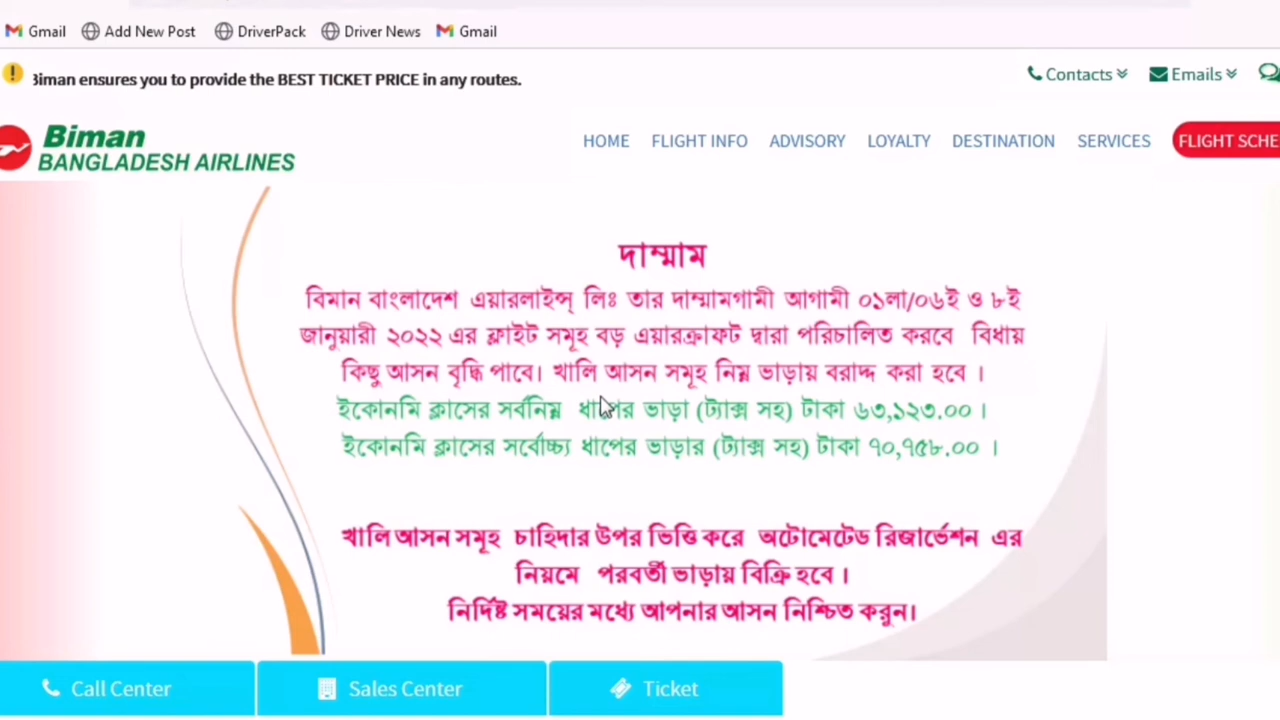 Gmail Add New Post DriverPack Driver News Gmail
Biman ensures you to provide the BEST TICKET PRICE in any routes.
Contacts Emails
Biman
BANGLADESH AIRLINES
HOME FLIGHT INFO ADVISORY LOYALTY DESTINATION SERVICES FLIGHT SCHE
দাম্মাম
বিমান বাংলাদেশ এয়ারলাইন্স্ লিঃ তার দাম্মামগামী আগামী ০১লা/০৬ই ও ৮ই
জানুয়ারী ২০২২ এর ফ্লাইট সমূহ বড় এয়ারক্রাফট দ্বারা পরিচালিত করবে বিধায়
কিছু আসন বৃদ্ধি পাবে। খালি আসন সমূহ নিম্ন ভাড়ায় বরাদ্দ করা হবে ।
ইকোনমি ক্লাসের সর্বনিম্ন ধাপের ভাড়া (ট্যাক্স সহ) টাকা ৬৩,১২৩.০০ ।
ইকোনমি ক্লাসের সর্বোচ্চ্য ধাপের ভাড়ার (ট্যাক্স সহ) টাকা ৭০,৭৫৮.০০ ।
খালি আসন সমূহ চাহিদার উপর ভিত্তি করে অটোমেটেড রিজার্ভেশন এর
নিয়মে পরবর্তী ভাড়ায় বিক্রি হবে ।
নির্দিষ্ট সময়ের মধ্যে আপনার আসন নিশ্চিত করুন।
Call Center Sales Center Ticket